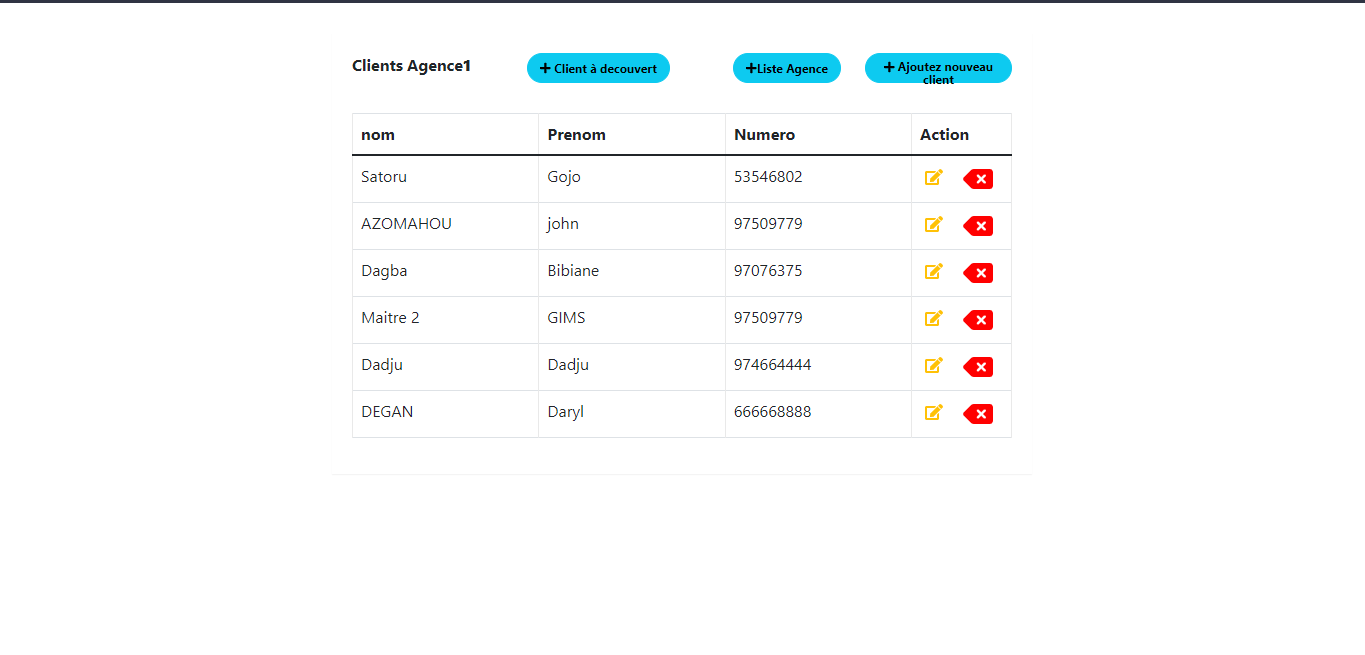 Clients Agence1
Client à decouvert
Liste Agence
Ajoutez nouveau
client
nom Prenom Numero Action
Satoru Gojo 53546802
AZOMAHOU john 97509779
Dagba Bibiane 97076375
Maitre 2 GIMS 97509779
Dadju Dadju 974664444
DEGAN Daryl 666668888